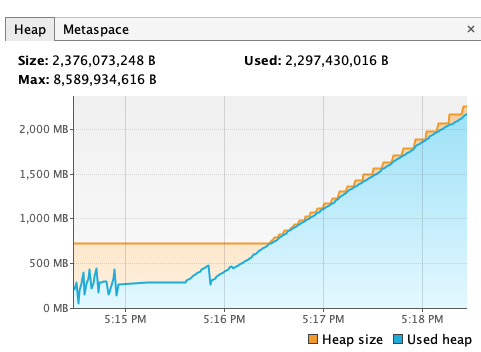 Heap Metaspace ×
Size: 2,376,073,248 B Used: 2,297,430,016 B
Max: 8,589,934,616 B
2,000 MB
1,500 MB
1,000 MB
500 MB
0 MB
5:15 PM 5:16 PM 5:17 PM 5:18 PM
Heap size Used heap